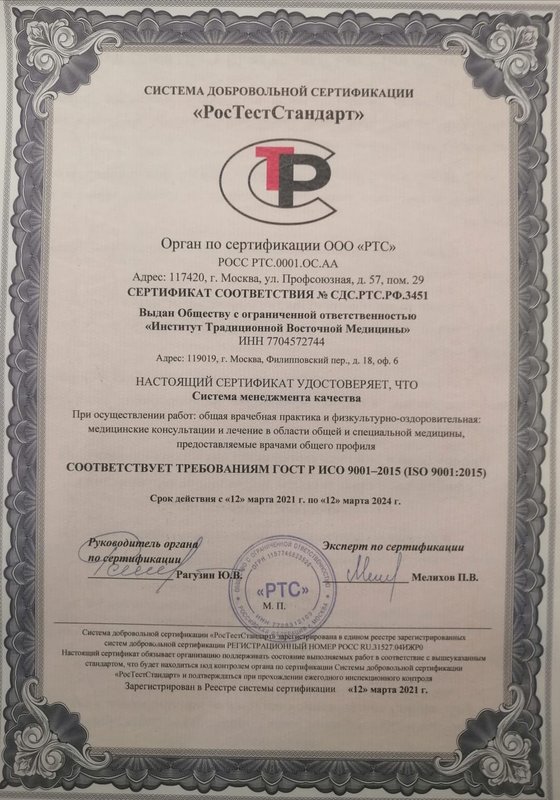 СИСТЕМА ДОБРОВОЛЬНОЙ СЕРТИФИКАЦИИ
«РосТестСтандарт»
ТР
Орган по сертификации ООО «РТС»
РОСС РТС.0001.ОС.АА
Адрес: 117420, г. Москва, ул. Профсоюзная, д. 57, пом. 29
СЕРТИФИКАТ СООТВЕТСТВИЯ № СДС.РТС.РФ.3451
Выдан Обществу с ограниченной ответственностью
«Институт Традиционной Восточной Медицины»
ИНН 7704572744
Адрес: 119019, г. Москва, Филипповский пер., д. 18, оф. 6
НАСТОЯЩИЙ СЕРТИФИКАТ УДОСТОВЕРЯЕТ, ЧТО
Система менеджмента качества
При осуществлении работ: общая врачебная практика и физкультурно-оздоровительная:
медицинские консультации и лечение в области общей и специальной медицины,
предоставляемые врачами общего профиля
СООТВЕТСТВУЕТ ТРЕБОВАНИЯМ ГОСТ Р ИСО 9001–2015 (ISO 9001:2015)
Срок действия с «12» марта 2021 г. по «12» марта 2024 г.
Руководитель органа
по сертификации
Рагузин Ю.В.
Эксперт по сертификации
Мелихов П.В.
С ОГРАНИЧЕННОЙ ОТВЕТСТВЕННОСТЬЮ
«РТС»
МОСКВА
М. П.
Система добровольной сертификации «РосТестСтандарт» зарегистрирована в едином реестре зарегистрированных
систем добровольной сертификации РЕГИСТРАЦИОННЫЙ НОМЕР РОСС RU.31527.04ИЖР0
Настоящий сертификат обязывает организацию поддерживать состояние выполняемых работ в соответствие с вышеуказанным
стандартом, что будет находиться под контролем органа по сертификации Системы добровольной сертификации
«РосТестСтандарт» и подтверждаться при прохождении ежегодного инспекционного контроля
Зарегистрирован в Реестре системы сертификации «12» марта 2021 г.